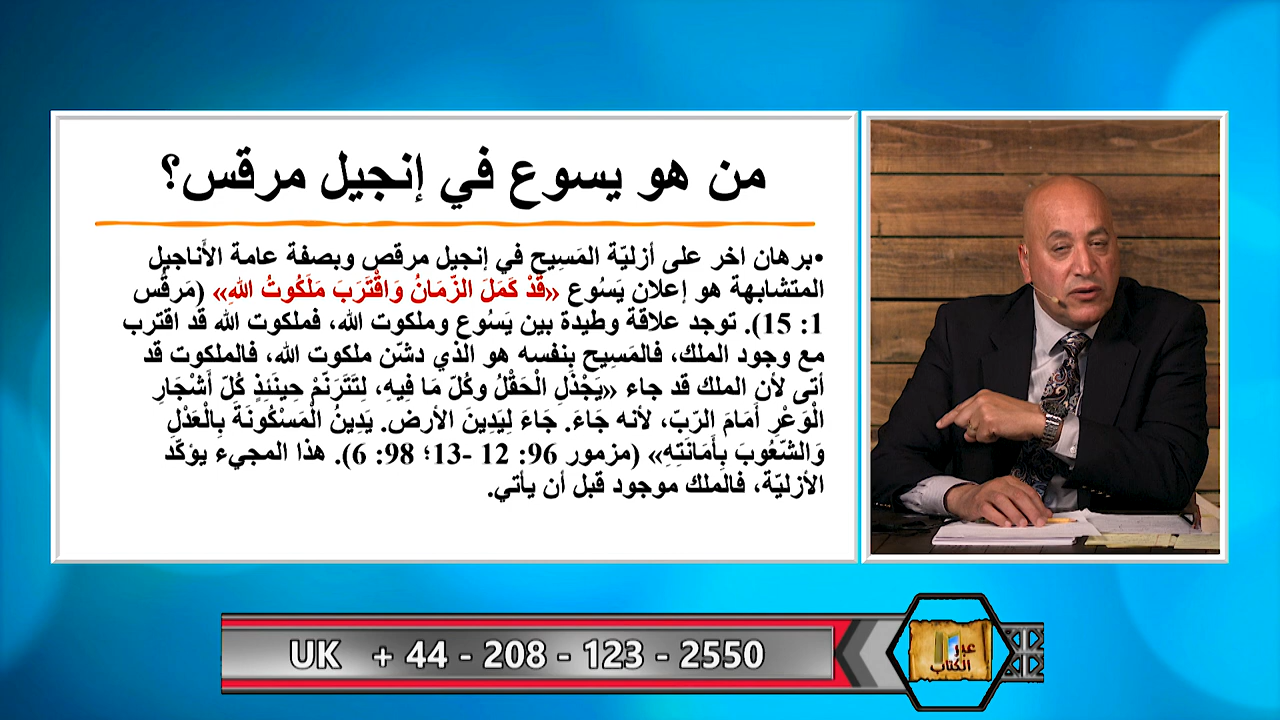 من هو يسوع في إنجيل مرقس؟
•برهان اخر على أزليّة المَسِيح في إنجيل مرقص وبصفة عامة الأَناجيل
المتشابهة هو إعلان يَسُوع «قَدْ كَمَلَ الزَّمَانُ وَاقْتَرَبَ مَلَكُوتُ اللهِ» (مَرقُس
1: 15). توجد علاقة وطيدة بين يَسُوع وملكوت الله، فملكوت الله قد اقترب
مع وجود الملك، فالمَسِيح بنفسه هو الذي دشّن ملكوت الله، فالملكوت قد
أتى لأن الملك قد جاء «يَجْذَلِ الْحَقْلُ وكُلّ مَا فِيهِ، لِتَتَرَنّمْ حِينَئِذٍ كُلّ أَشْجَارِ
الْوَعْرِ أَمَامَ الرّبّ، لأنه جَاءَ. جَاءَ لِيَدِينَ الأرض. يَدِينُ الْمَسْكُونَةَ بِالْعَدْلِ
وَالشّعُوبَ بِأَمَانَتِهِ» (مزمور 96: 12 -13؛ 98: 6). هذا المجيء يؤكّد
الأزليّة، فالملك موجود قبل أن يأتي.
UK + 44 - 208 - 123 - 2550
عبر
الكتاب